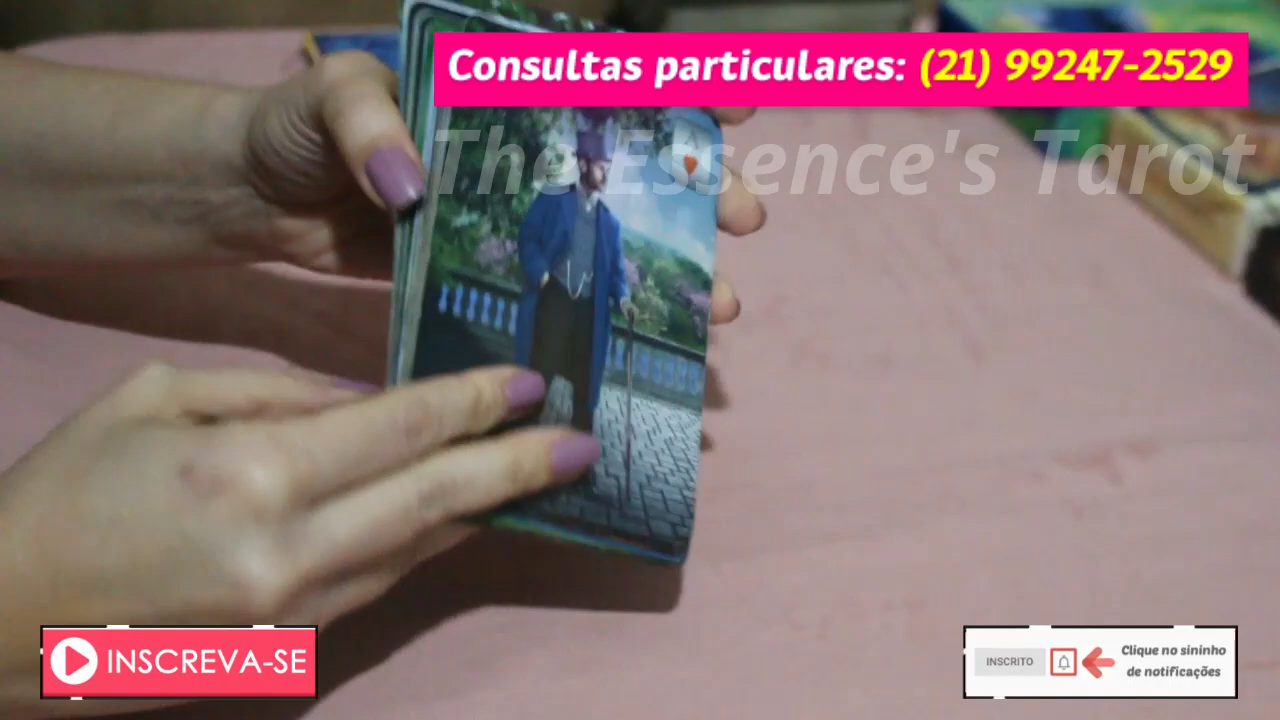 Consultas particulares: (21) 99247-2529
The Essence's Tarot
INSCREVA-SE
INSCRITO
Clique no sininho
de notificações